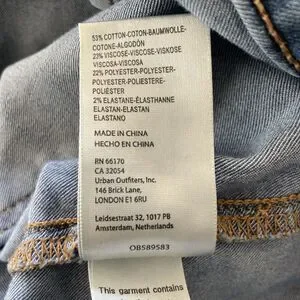 53% COTTON-COTON-BAUMWOLLE-
COTONE-ALGODÓN
23% VISCOSE-VISCOSE-VISKOSE
VISCOSA-VISCOSA
22% POLYESTER-POLYESTER-
POLYESTER-POLIESTERE-
POLIÉSTER
2% ELASTANE-ÉLASTHANNE
ELASTAN-ELASTAN
ELASTANO
MADE IN CHINA
HECHO EN CHINA
RN 66170
CA 32054
Urban Outfitters, Inc.
146 Brick Lane,
LONDON E1 6RU
Leidsestraat 32, 1017 PB
Amsterdam, Netherlands
OB589583
This garment contains